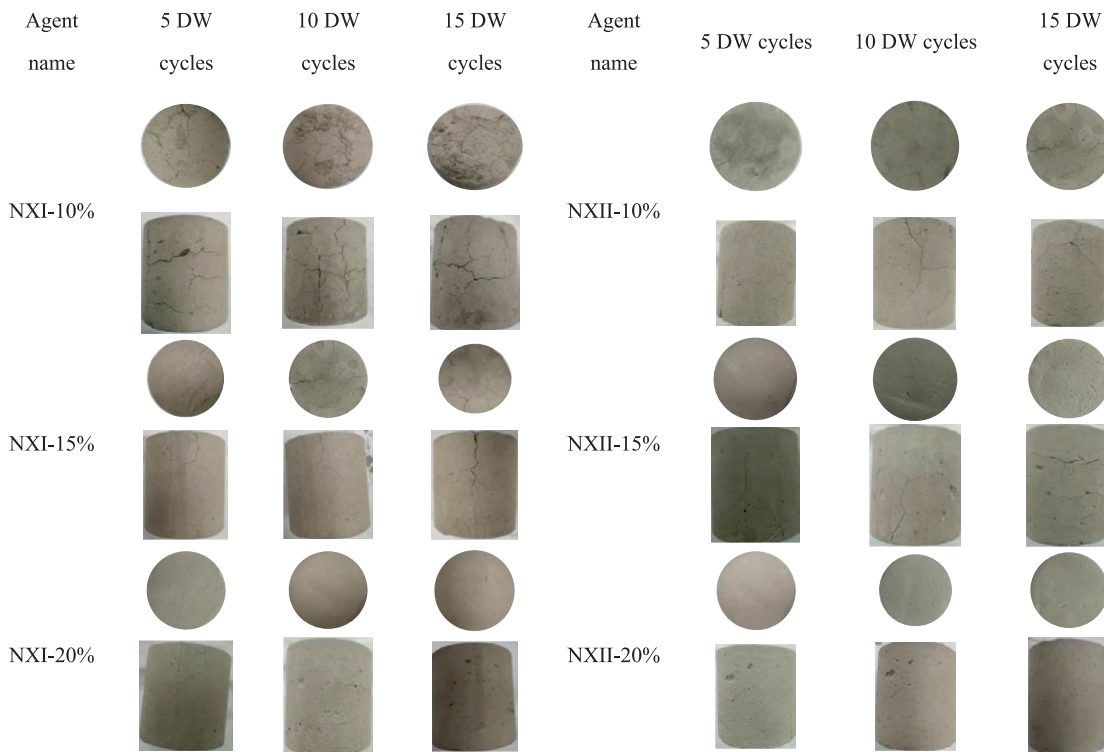 Agent name
5 DW cycles
10 DW cycles
15 DW cycles
Agent name
5 DW cycles
10 DW cycles
15 DW cycles
NXI-10%
NXII-10%
NXI-15%
NXII-15%
NXI-20%
NXII-20%